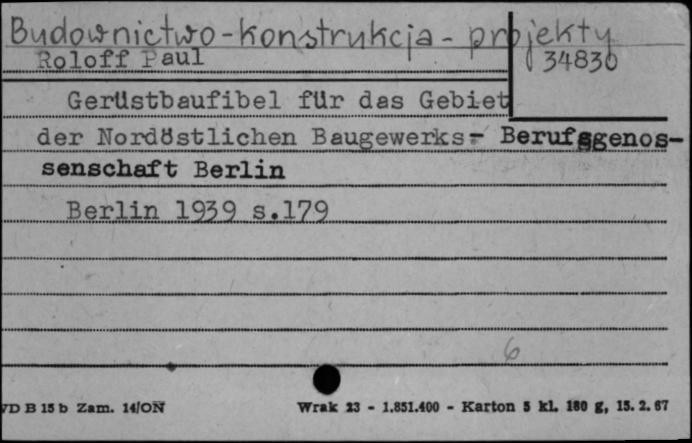 Budownictwo - konstrukcja - projekty
Roloff Paul
34830
Gerüstbaufibel für das Gebiet
der Nordöstlichen Baugewerks- Berufsgenos-
senschaft Berlin
Berlin 1939 s.179
6
WD B 15 b Zam. 14/ON
Wrak 23 - 1.851.400 - Karton 5 kl. 180 g, 15. 2. 67